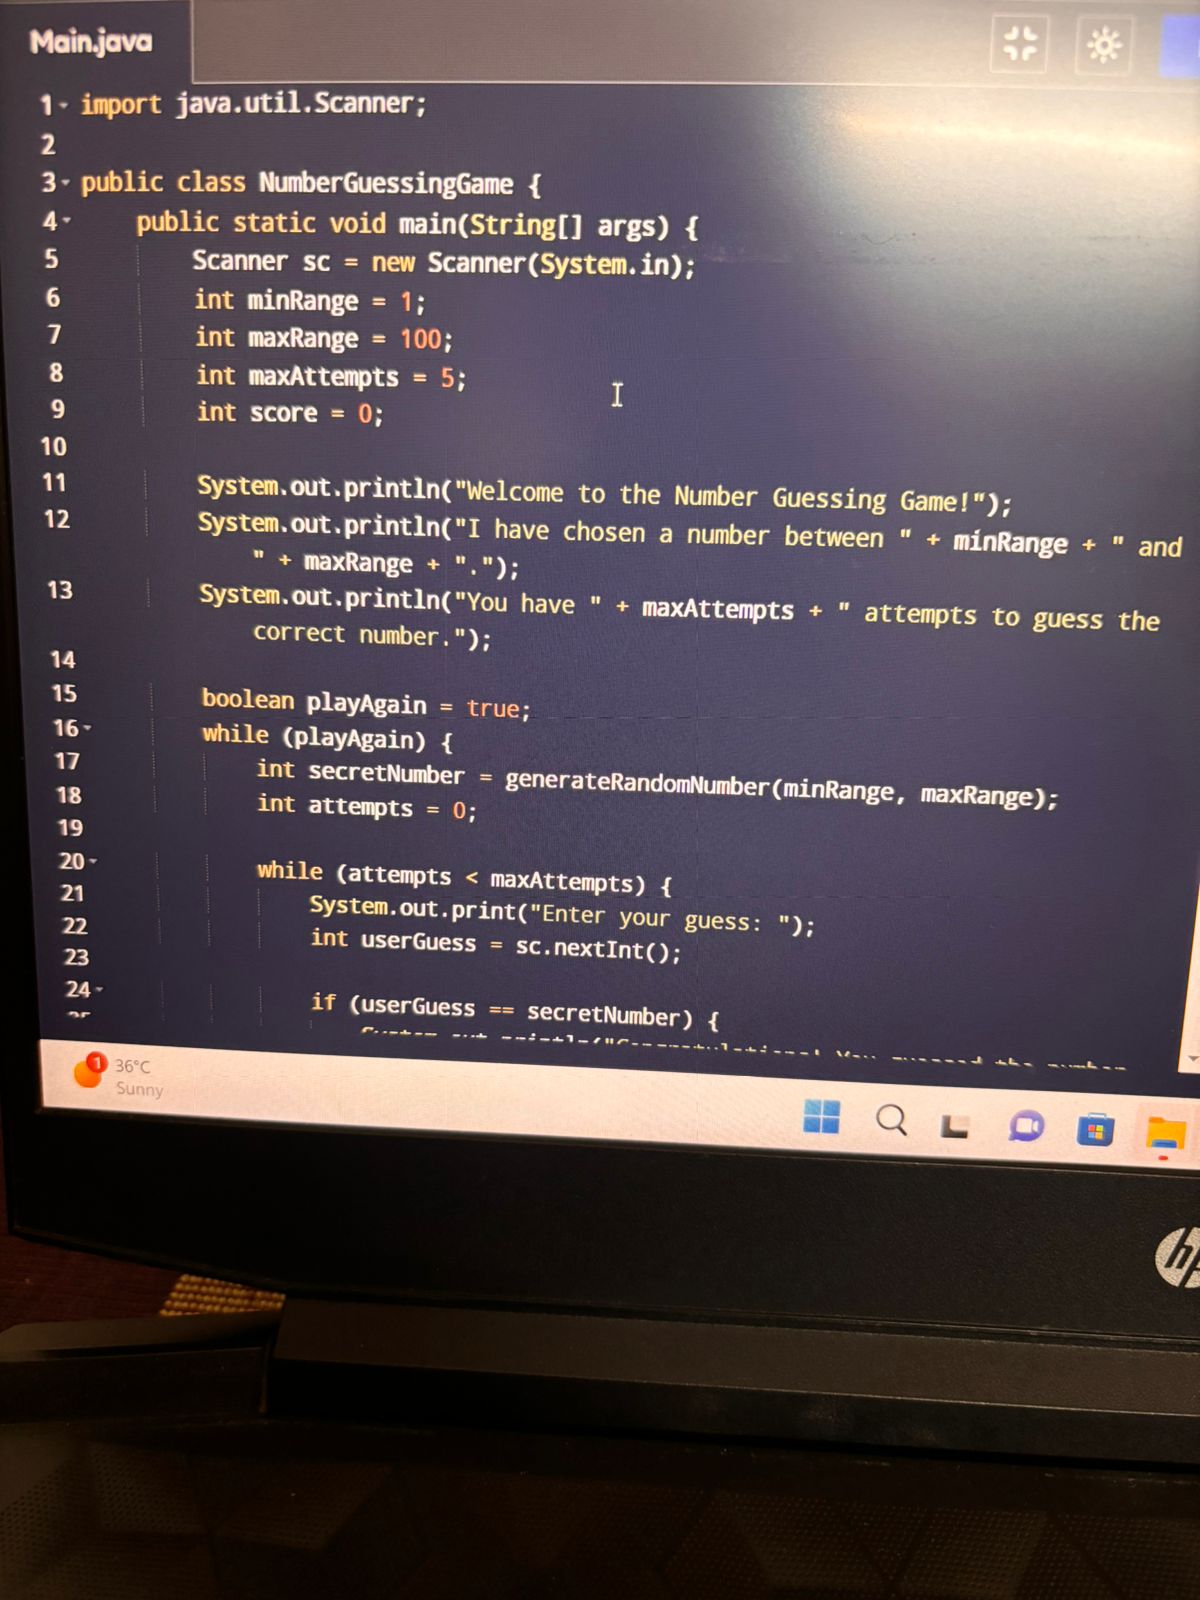 Main.java
1 import java.util.Scanner;
2
3 public class NumberGuessingGame {
4 public static void main(String[] args) {
5 Scanner sc = new Scanner(System.in);
6 int minRange = 1;
7 int maxRange = 100;
8 int maxAttempts = 5;
9 int score = 0;
10
11 System.out.println("Welcome to the Number Guessing Game!");
12 System.out.println("I have chosen a number between " + minRange + " and
" + maxRange + ".");
13 System.out.println("You have " + maxAttempts + " attempts to guess the
correct number.");
14
15 boolean playAgain = true;
16 while (playAgain) {
17 int secretNumber = generateRandomNumber(minRange, maxRange);
18 int attempts = 0;
19
20 while (attempts < maxAttempts) {
21 System.out.print("Enter your guess: ");
22 int userGuess = sc.nextInt();
23
24 if (userGuess == secretNumber) {
1 36°C
Sunny
hp